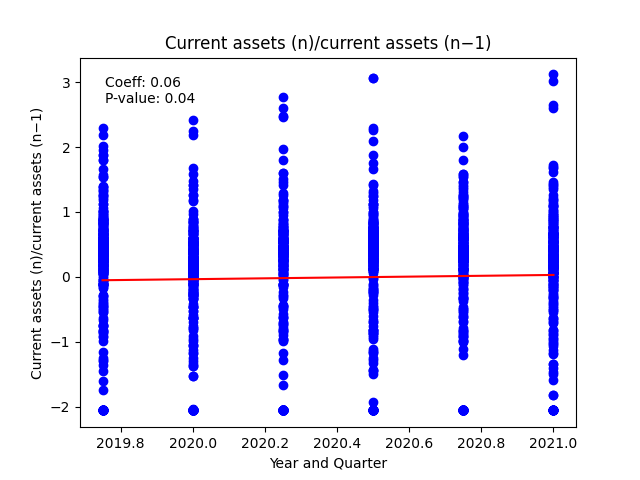 Current assets (n)/current assets (n−1)
Coeff: 0.06
P-value: 0.04
Current assets (n)/current assets (n−1)
3
2
1
0
−1
−2
2019.8 2020.0 2020.2 2020.4 2020.6 2020.8 2021.0
Year and Quarter